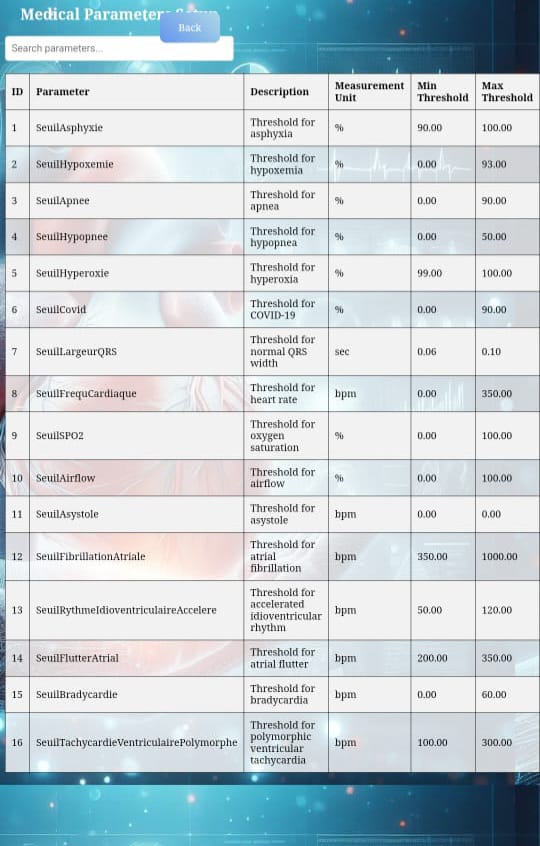 Medical Parameters Setup
Back
Search parameters...
ID Parameter Description Measurement Unit Min Threshold Max Threshold
1 SeuilAsphyxie Threshold for asphyxia % 90.00 100.00
2 SeuilHypoxemie Threshold for hypoxemia % 0.00 93.00
3 SeuilApnee Threshold for apnea % 0.00 90.00
4 SeuilHypopnee Threshold for hypopnea % 0.00 50.00
5 SeuilHyperoxie Threshold for hyperoxia % 99.00 100.00
6 SeuilCovid Threshold for COVID-19 % 0.00 90.00
7 SeuilLargeurQRS Threshold for normal QRS width sec 0.06 0.10
8 SeuilFrequCardiaque Threshold for heart rate bpm 0.00 350.00
9 SeuilSPO2 Threshold for oxygen saturation % 0.00 100.00
10 SeuilAirflow Threshold for airflow % 0.00 100.00
11 SeuilAsystole Threshold for asystole bpm 0.00 0.00
12 SeuilFibrillationAtriale Threshold for atrial fibrillation bpm 350.00 1000.00
13 SeuilRythmeIdioventriculaireAccelere Threshold for accelerated idioventricular rhythm bpm 50.00 120.00
14 SeuilFlutterAtrial Threshold for atrial flutter bpm 200.00 350.00
15 SeuilBradycardie Threshold for bradycardia bpm 0.00 60.00
16 SeuilTachycardieVentriculairePolymorphe Threshold for polymorphic ventricular tachycardia bpm 100.00 300.00